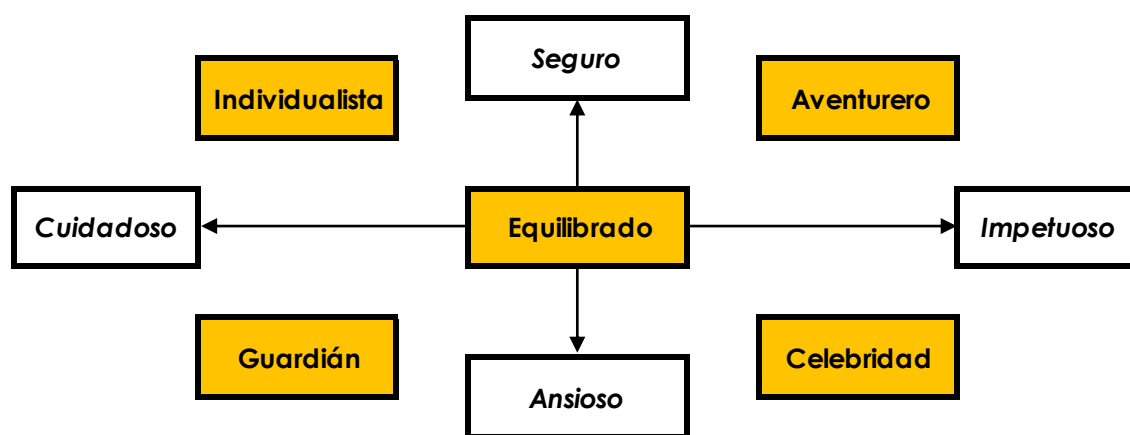 Seguro
Individualista
Aventurero
Cuidadoso
Equilibrado
Impetuoso
Guardián
Celebridad
Ansioso